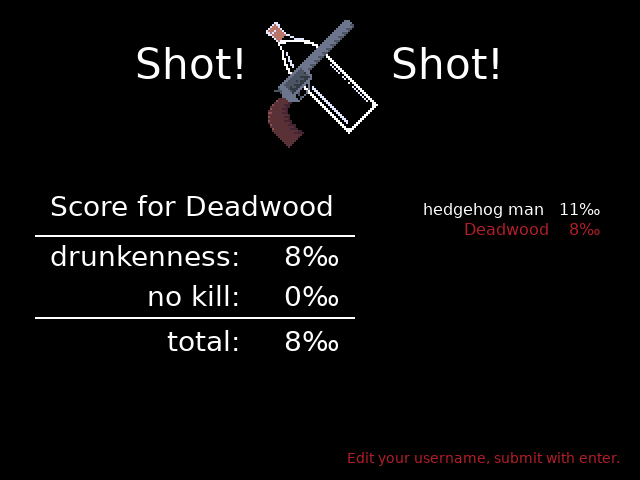 Shot! Shot!
Score for Deadwood
drunkenness: 8‰
no kill: 0‰
total: 8‰
hedgehog man 11‰
Deadwood 8‰
Edit your username, submit with enter.